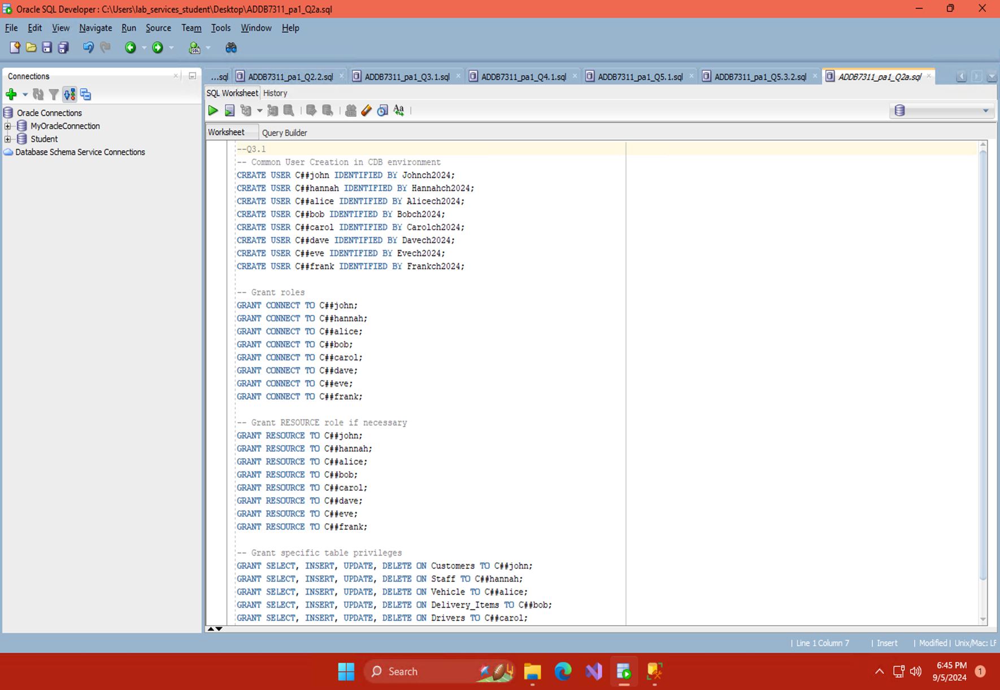 Oracle SQL Developer : C:\Users\lab_services_student\Desktop\ADDB7311_pa1_Q2a.sql
File Edit View Navigate Run Source Team Tools Window Help
Connections
Oracle Connections
MyOracleConnection
Student
Database Schema Service Connections
...sql ADDB7311_pa1_Q2.2.sql ADDB7311_pa1_Q3.1.sql ADDB7311_pa1_Q4.1.sql ADDB7311_pa1_Q5.1.sql ADDB7311_pa1_Q5.3.2.sql ADDB7311_pa1_Q2a.sql
SQL Worksheet History
Worksheet Query Builder
--Q3.1
-- Common User Creation in CDB environment
CREATE USER C##john IDENTIFIED BY Johnch2024;
CREATE USER C##hannah IDENTIFIED BY Hannahch2024;
CREATE USER C##alice IDENTIFIED BY Alicech2024;
CREATE USER C##bob IDENTIFIED BY Bobch2024;
CREATE USER C##carol IDENTIFIED BY Carolch2024;
CREATE USER C##dave IDENTIFIED BY Davech2024;
CREATE USER C##eve IDENTIFIED BY Evech2024;
CREATE USER C##frank IDENTIFIED BY Frankch2024;
-- Grant roles
GRANT CONNECT TO C##john;
GRANT CONNECT TO C##hannah;
GRANT CONNECT TO C##alice;
GRANT CONNECT TO C##bob;
GRANT CONNECT TO C##carol;
GRANT CONNECT TO C##dave;
GRANT CONNECT TO C##eve;
GRANT CONNECT TO C##frank;
-- Grant RESOURCE role if necessary
GRANT RESOURCE TO C##john;
GRANT RESOURCE TO C##hannah;
GRANT RESOURCE TO C##alice;
GRANT RESOURCE TO C##bob;
GRANT RESOURCE TO C##carol;
GRANT RESOURCE TO C##dave;
GRANT RESOURCE TO C##eve;
GRANT RESOURCE TO C##frank;
-- Grant specific table privileges
GRANT SELECT, INSERT, UPDATE, DELETE ON Customers TO C##john;
GRANT SELECT, INSERT, UPDATE, DELETE ON Staff TO C##hannah;
GRANT SELECT, INSERT, UPDATE, DELETE ON Vehicle TO C##alice;
GRANT SELECT, INSERT, UPDATE, DELETE ON Delivery_Items TO C##bob;
GRANT SELECT, INSERT, UPDATE, DELETE ON Drivers TO C##carol;
| Line 1 Column 7 | Insert | Modified | Unix/Mac: LF
Search
6:45 PM
9/5/2024
1